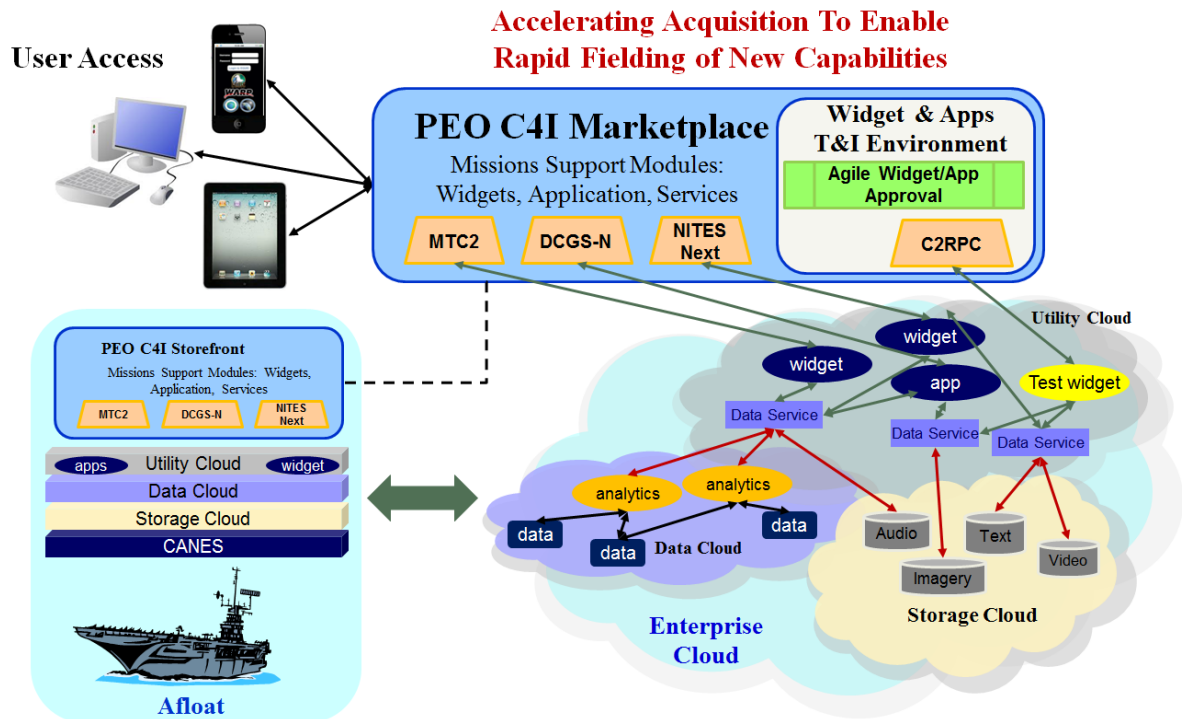 Accelerating Acquisition To Enable
Rapid Fielding of New Capabilities
User Access
WARP
PEO C4I Marketplace
Missions Support Modules:
Widgets, Application, Services
MTC2
DCGS-N
NITES
Next
Widget & Apps
T&I Environment
Agile Widget/App
Approval
C2RPC
PEO C4I Storefront
Missions Support Modules: Widgets,
Application, Services
MTC2
DCGS-N
NITES
Next
apps
Utility Cloud
widget
Data Cloud
Storage Cloud
CANES
Afloat
Utility Cloud
widget
widget
app
Test widget
Data Service
Data Service
Data Service
analytics
analytics
data
data
data
Data Cloud
Audio
Text
Imagery
Video
Storage Cloud
Enterprise
Cloud